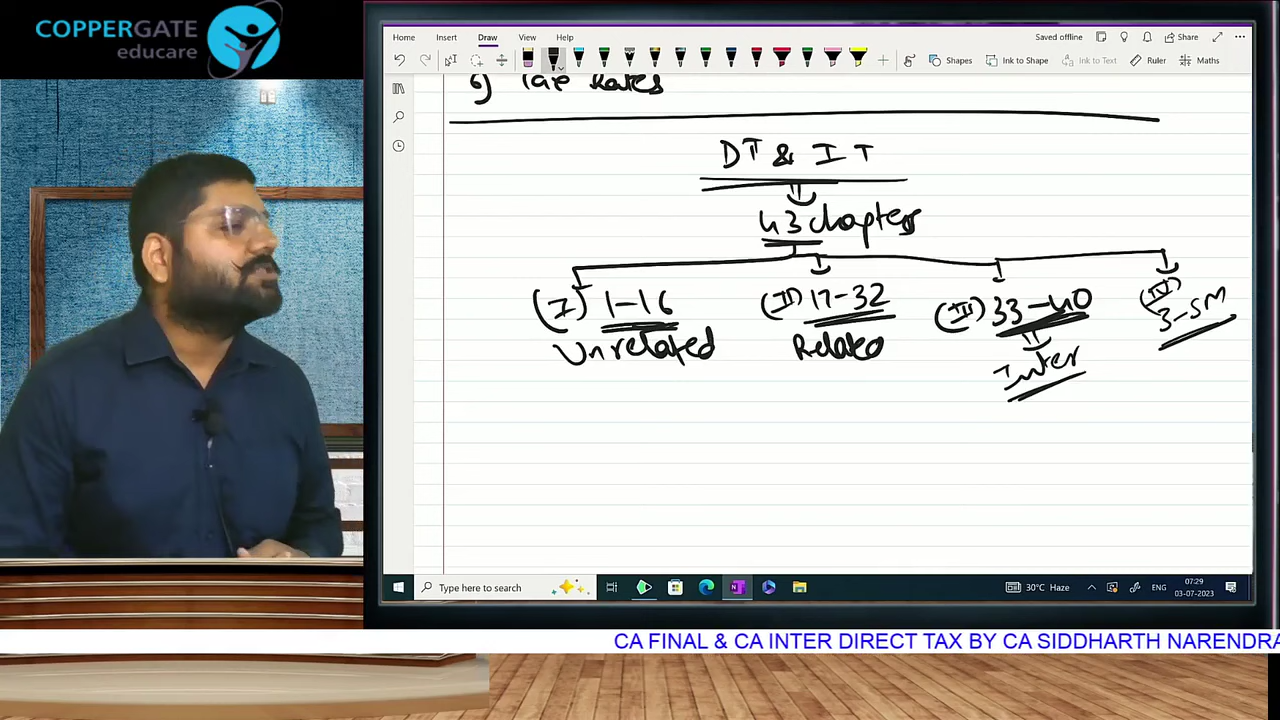 COPPERGATE
educare
Home Insert Draw View Help
Saved offline
Share
Shapes
Ink to Shape
Ink to Text
Ruler
Maths
6) Tax Rates
DT & IT
43 chapters
(I) 1-16
Unrelated
(II) 17-32
Related
(III) 33-40
Inter
(IV)
3-SM
Type here to search
30°C Haze
ENG
07:29
03-07-2023
CA FINAL & CA INTER DIRECT TAX BY CA SIDDHARTH NARENDRA